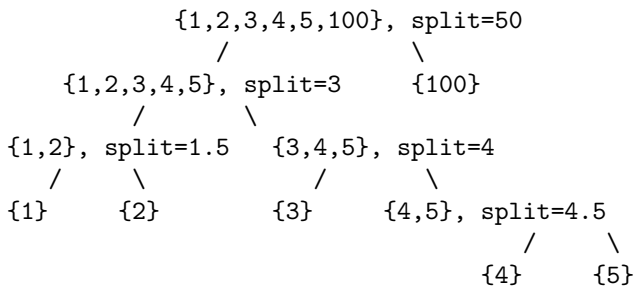 {1,2,3,4,5,100}, split=50
/ \
{1,2,3,4,5}, split=3 {100}
/ \
{1,2}, split=1.5 {3,4,5}, split=4
/ \ / \
{1} {2} {3} {4,5}, split=4.5
/ \
{4} {5}